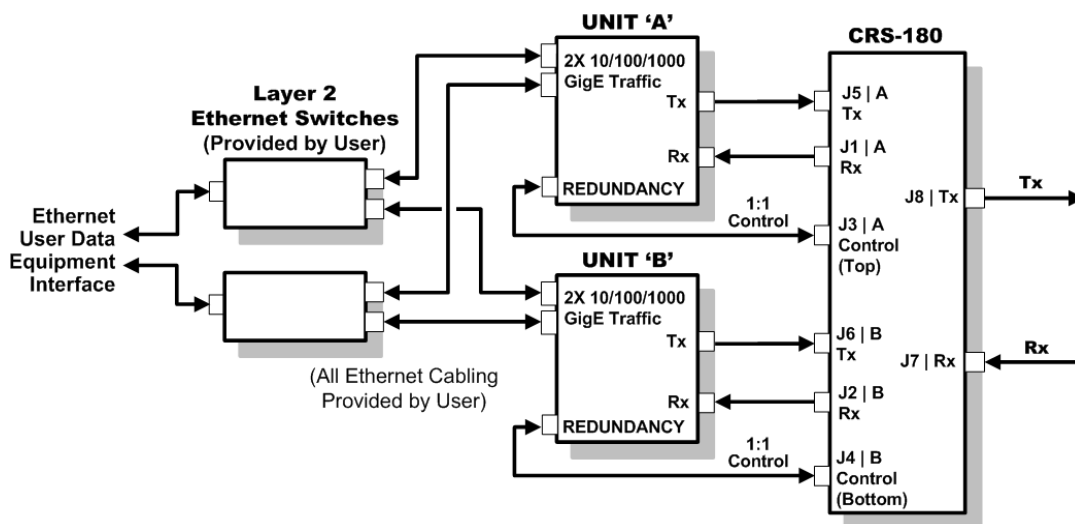 UNIT ‘A’
2X 10/100/1000
GigE Traffic
Tx
Rx
REDUNDANCY
CRS-180
J5 | A
Tx
J1 | A
Rx
J3 | A
Control
(Top)
J8 | Tx
Tx
Layer 2
Ethernet Switches
(Provided by User)
Ethernet
User Data
Equipment
Interface
1:1
Control
UNIT ‘B’
2X 10/100/1000
GigE Traffic
Tx
Rx
REDUNDANCY
J6 | B
Tx
J2 | B
Rx
J4 | B
Control
(Bottom)
J7 | Rx
Rx
(All Ethernet Cabling
Provided by User)
1:1
Control